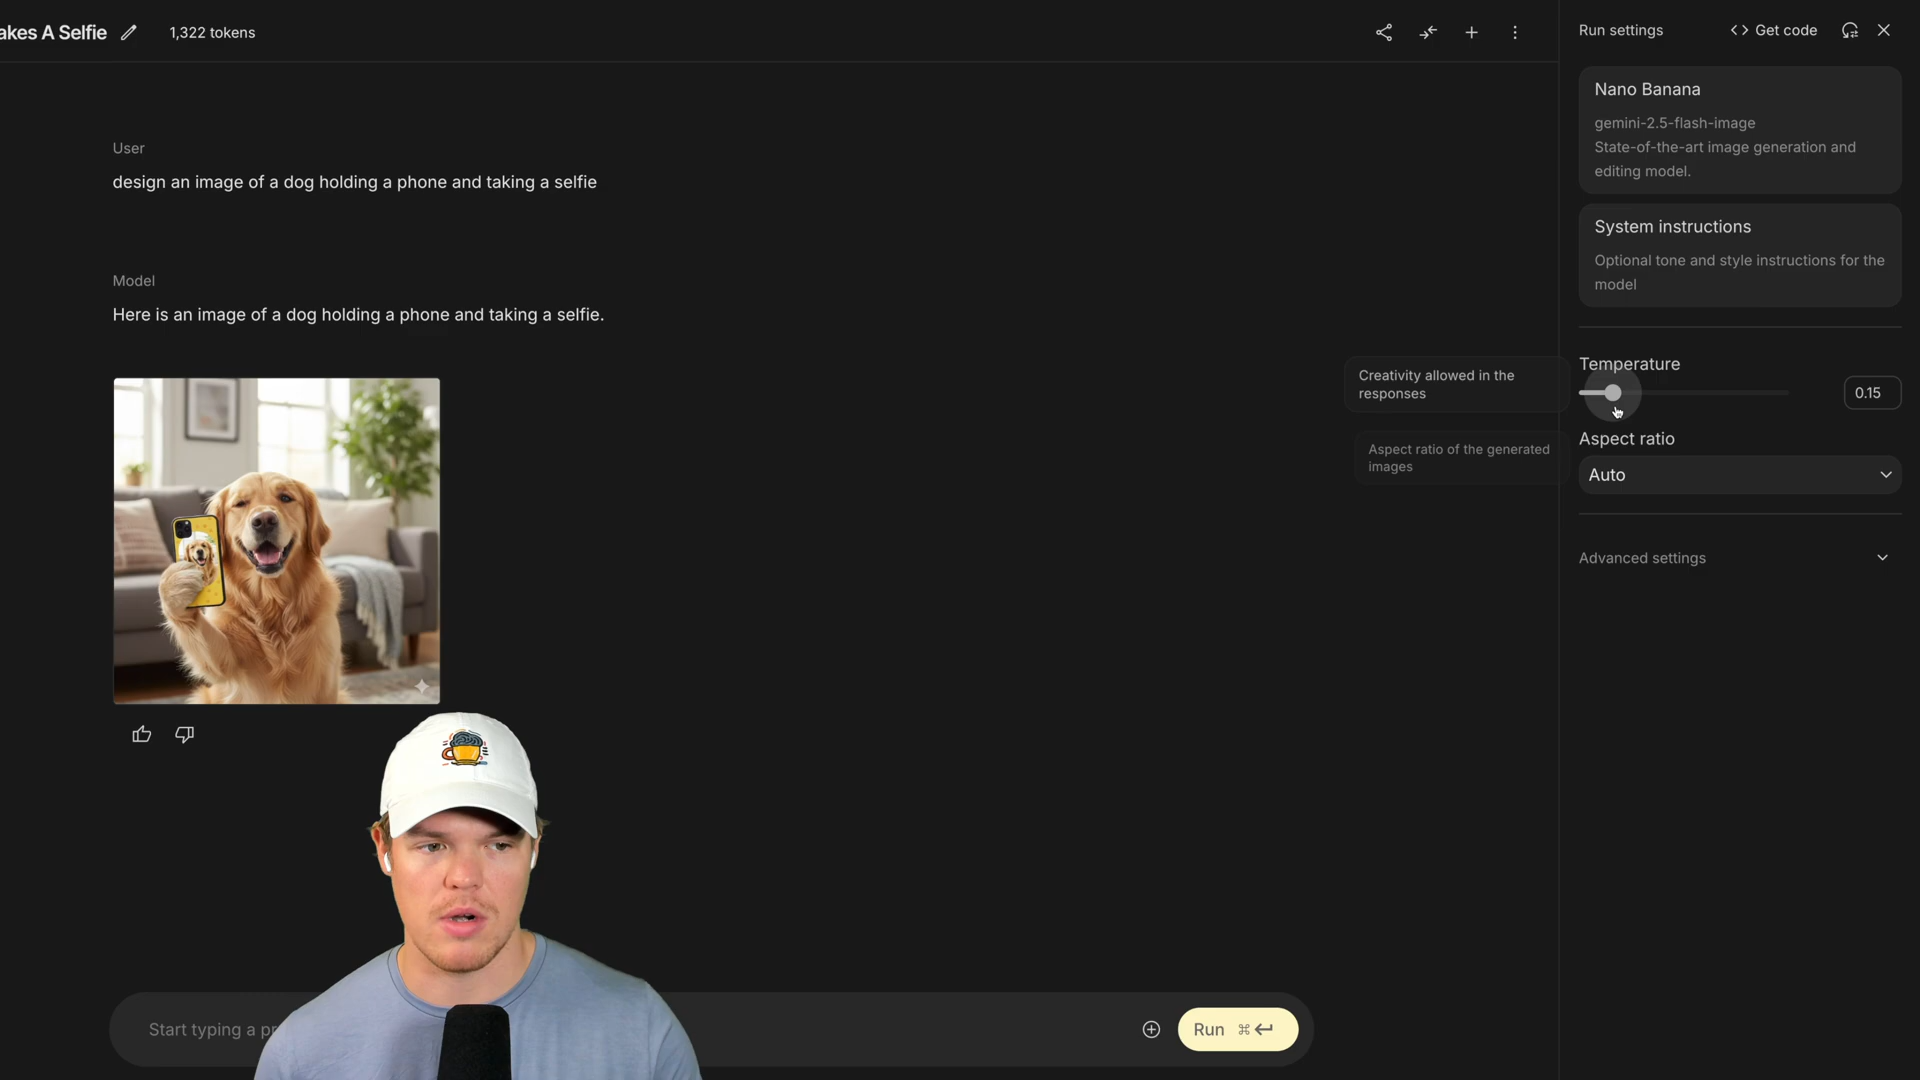 akes A Selfie
1,322 tokens
Run settings
Get code
Nano Banana
gemini-2.5-flash-image
State-of-the-art image generation and
editing model.
System instructions
Optional tone and style instructions for the
model
User
design an image of a dog holding a phone and taking a selfie
Model
Here is an image of a dog holding a phone and taking a selfie.
Creativity allowed in the
responses
Temperature
0.15
Aspect ratio of the generated
images
Aspect ratio
Auto
Advanced settings
Start typing a pr
Run ⌘